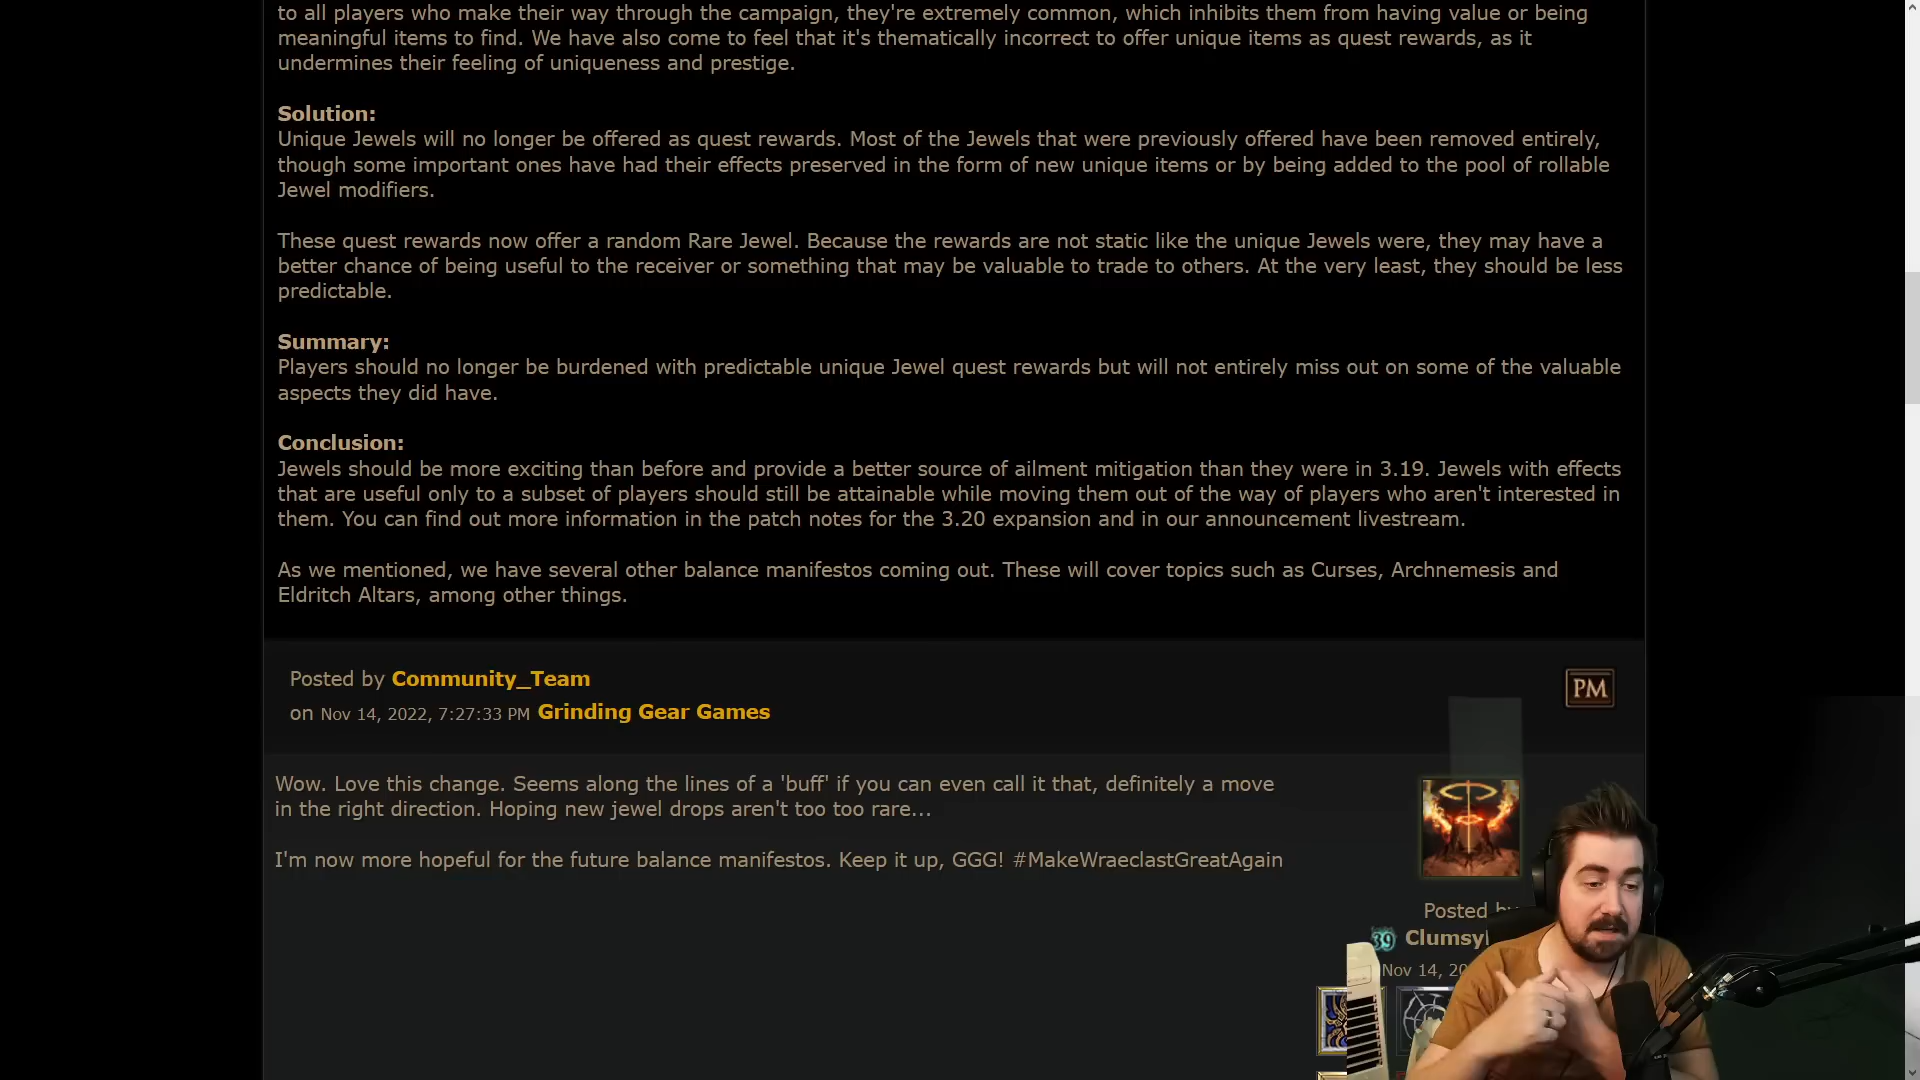 to all players who make their way through the campaign, they're extremely common, which inhibits them from having value or being
meaningful items to find. We have also come to feel that it's thematically incorrect to offer unique items as quest rewards, as it
undermines their feeling of uniqueness and prestige.
Solution:
Unique Jewels will no longer be offered as quest rewards. Most of the Jewels that were previously offered have been removed entirely,
though some important ones have had their effects preserved in the form of new unique items or by being added to the pool of rollable
Jewel modifiers.
These quest rewards now offer a random Rare Jewel. Because the rewards are not static like the unique Jewels were, they may have a
better chance of being useful to the receiver or something that may be valuable to trade to others. At the very least, they should be less
predictable.
Summary:
Players should no longer be burdened with predictable unique Jewel quest rewards but will not entirely miss out on some of the valuable
aspects they did have.
Conclusion:
Jewels should be more exciting than before and provide a better source of ailment mitigation than they were in 3.19. Jewels with effects
that are useful only to a subset of players should still be attainable while moving them out of the way of players who aren't interested in
them. You can find out more information in the patch notes for the 3.20 expansion and in our announcement livestream.
As we mentioned, we have several other balance manifestos coming out. These will cover topics such as Curses, Archnemesis and
Eldritch Altars, among other things.
Posted by Community_Team
PM
on Nov 14, 2022, 7:27:33 PM Grinding Gear Games
Wow. Love this change. Seems along the lines of a 'buff' if you can even call it that, definitely a move
in the right direction. Hoping new jewel drops aren't too too rare...
I'm now more hopeful for the future balance manifestos. Keep it up, GGG! #MakeWraeclastGreatAgain
Posted by
39
Nov 14,